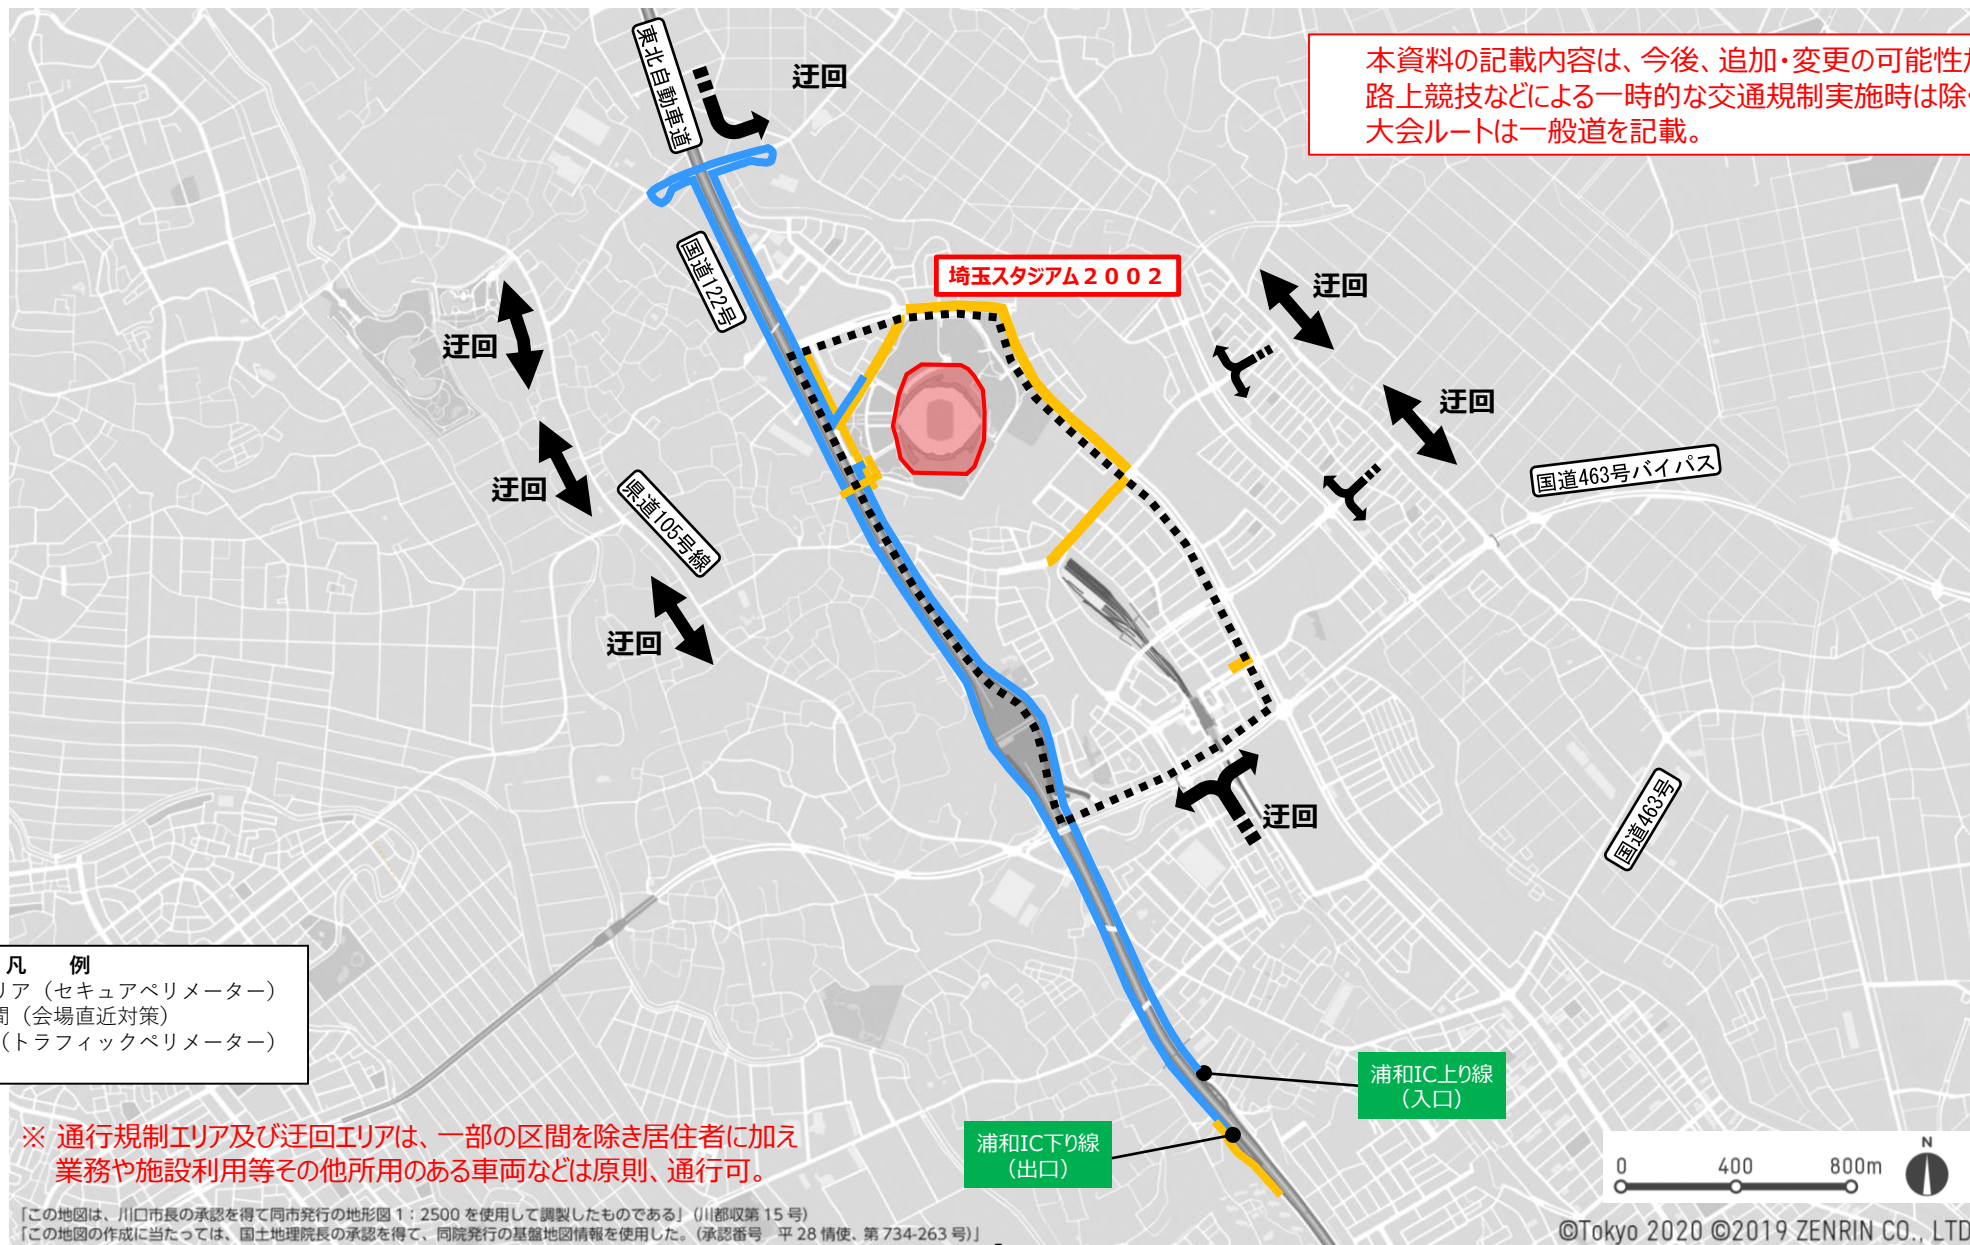 東北自動車道
迂回
本資料の記載内容は、今後、追加・変更の可能性が
路上競技などによる一時的な交通規制実施時は除
大会ルートは一般道を記載。
国道122号
埼玉スタジアム２００２
迂回
迂回
迂回
迂回
国道463号バイパス
県道105号線
迂回
国道463号
迂回
凡　例
リア（セキュアペリメーター）
間（会場直近対策）
（トラフィックペリメーター）
浦和IC上り線
（入口）
浦和IC下り線
（出口）
※ 通行規制エリア及び迂回エリアは、一部の区間を除き居住者に加え
業務や施設利用等その他所用のある車両などは原則、通行可。
0 400 800m
N
「この地図は、川口市長の承認を得て同市発行の地形図 1：2500 を使用して調製したものである」（川都収第 15 号）
「この地図の作成に当たっては、国土地理院長の承認を得て、同院発行の基盤地図情報を使用した。（承認番号　平 28 情使、第 734-263 号）」
©Tokyo 2020 ©2019 ZENRIN CO., LTD